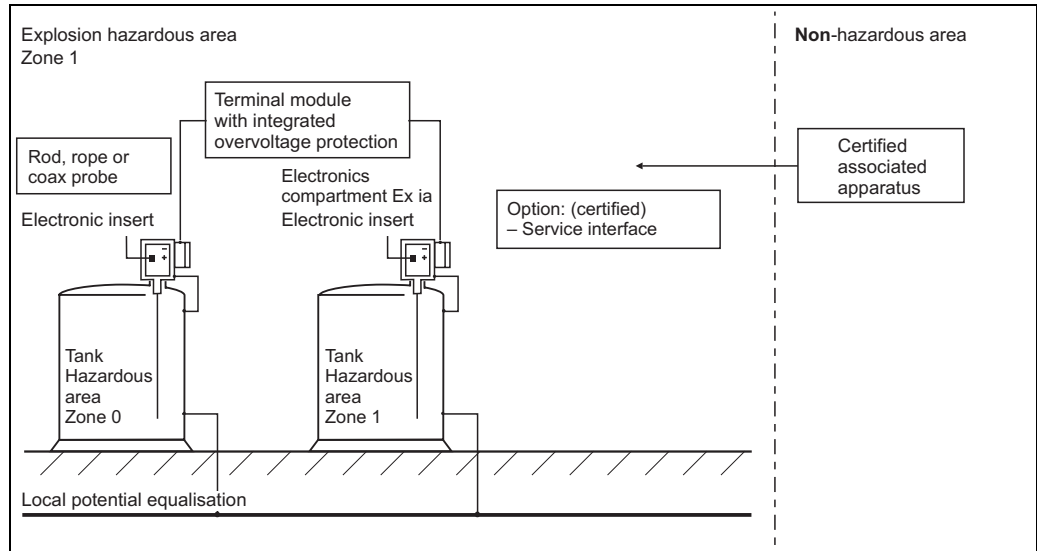 Explosion hazardous area
Zone 1
Non-hazardous area
Terminal module
with integrated
overvoltage protection
Rod, rope or
coax probe
Electronic insert
Electronics
compartment Ex ia
Electronic insert
Option: (certified)
– Service interface
Certified
associated
apparatus
– +
– +
Tank
Hazardous
area
Zone 0
Tank
Hazardous
area
Zone 1
Local potential equalisation